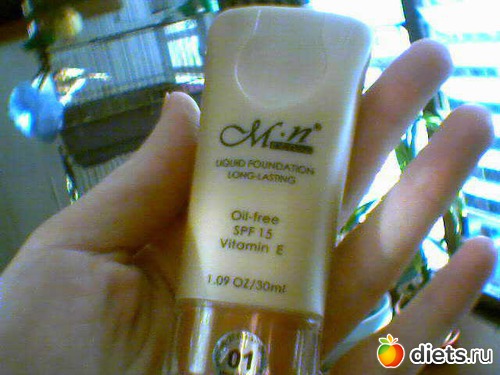 M·n®
LIQUID FOUNDATION
LONG-LASTING
Oil-free
SPF 15
Vitamin E
1.09 OZ/30ml
01
diets.ru